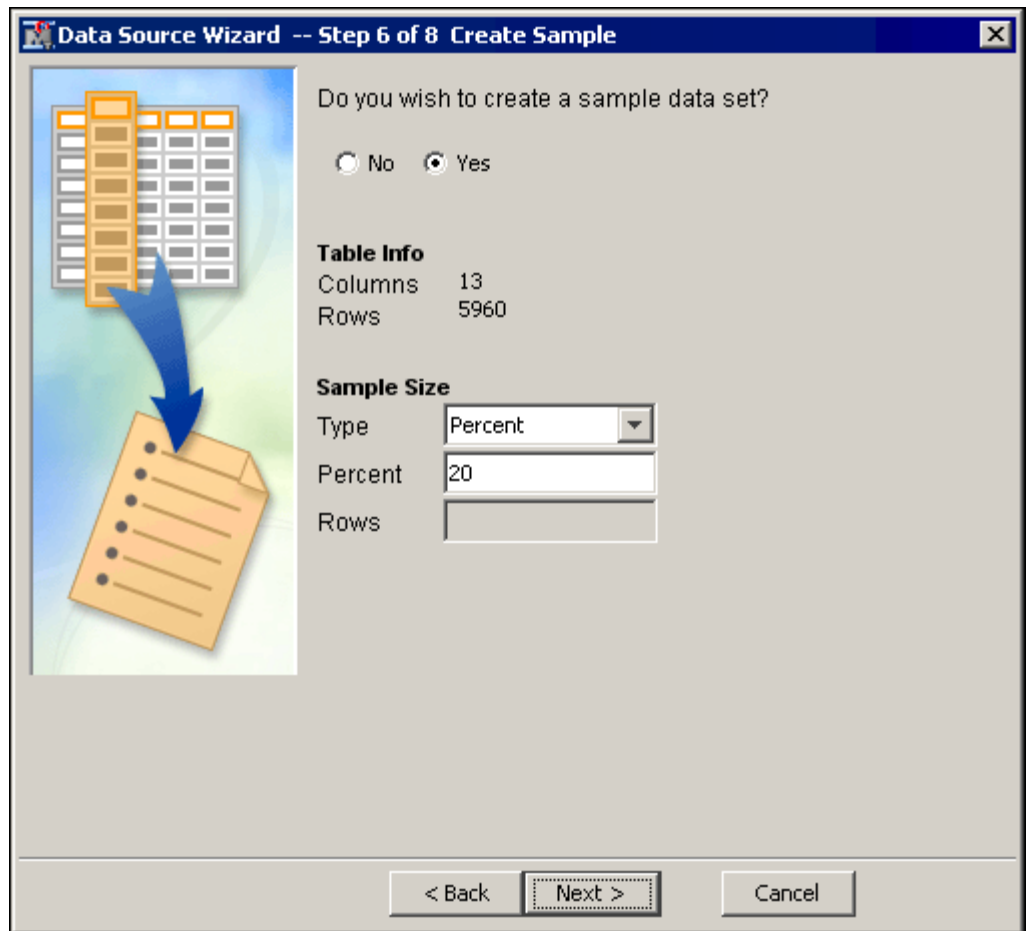 Data Source Wizard -- Step 6 of 8 Create Sample
Do you wish to create a sample data set?
No Yes
Table Info
Columns 13
Rows 5960
Sample Size
Type Percent
Percent 20
Rows
< Back Next > Cancel